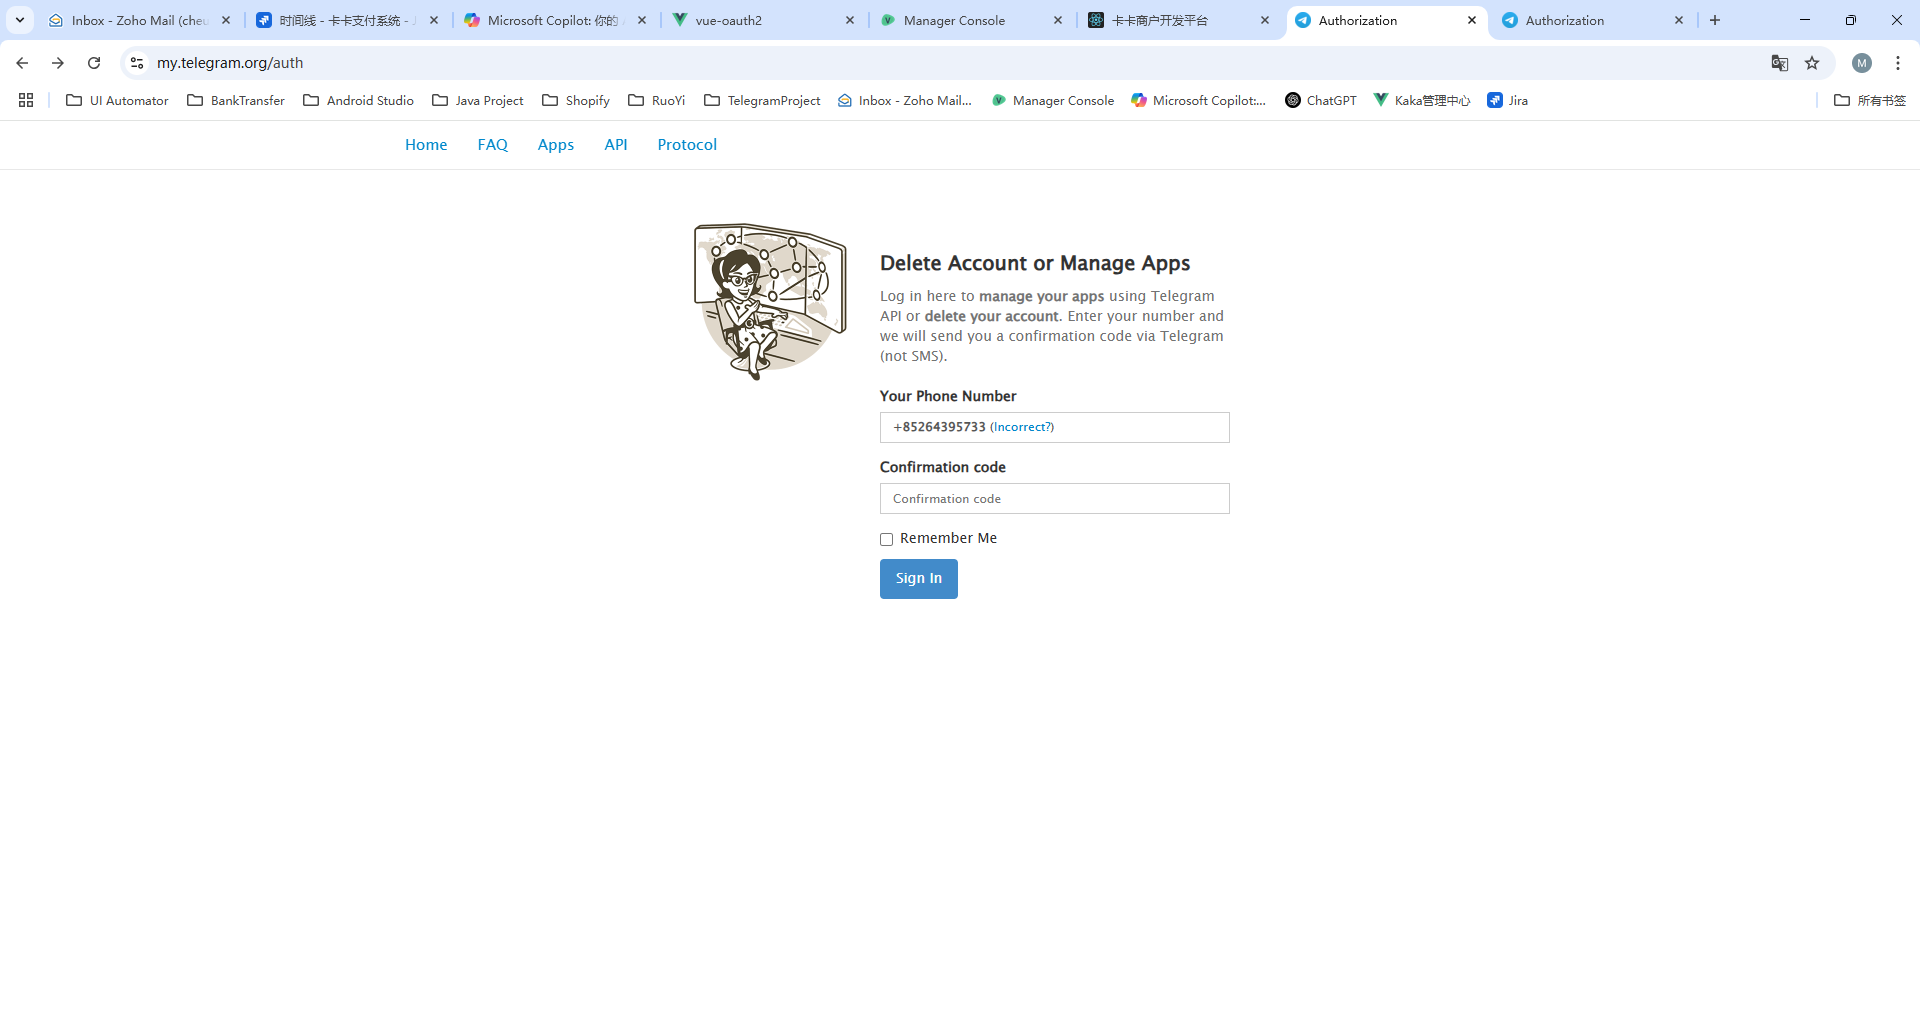 Inbox - Zoho Mail (cheu
时间线 - 卡卡支付系统 - J
Microsoft Copilot: 你的
vue-oauth2
Manager Console
卡卡商户开发平台
Authorization
Authorization
my.telegram.org/auth
M
UI Automator
BankTransfer
Android Studio
Java Project
Shopify
RuoYi
TelegramProject
Inbox - Zoho Mail...
Manager Console
Microsoft Copilot:...
ChatGPT
Kaka管理中心
Jira
所有书签
Home
FAQ
Apps
API
Protocol
Delete Account or Manage Apps
Log in here to manage your apps using Telegram
API or delete your account. Enter your number and
we will send you a confirmation code via Telegram
(not SMS).
Your Phone Number
+85264395733 (Incorrect?)
Confirmation code
Confirmation code
Remember Me
Sign In